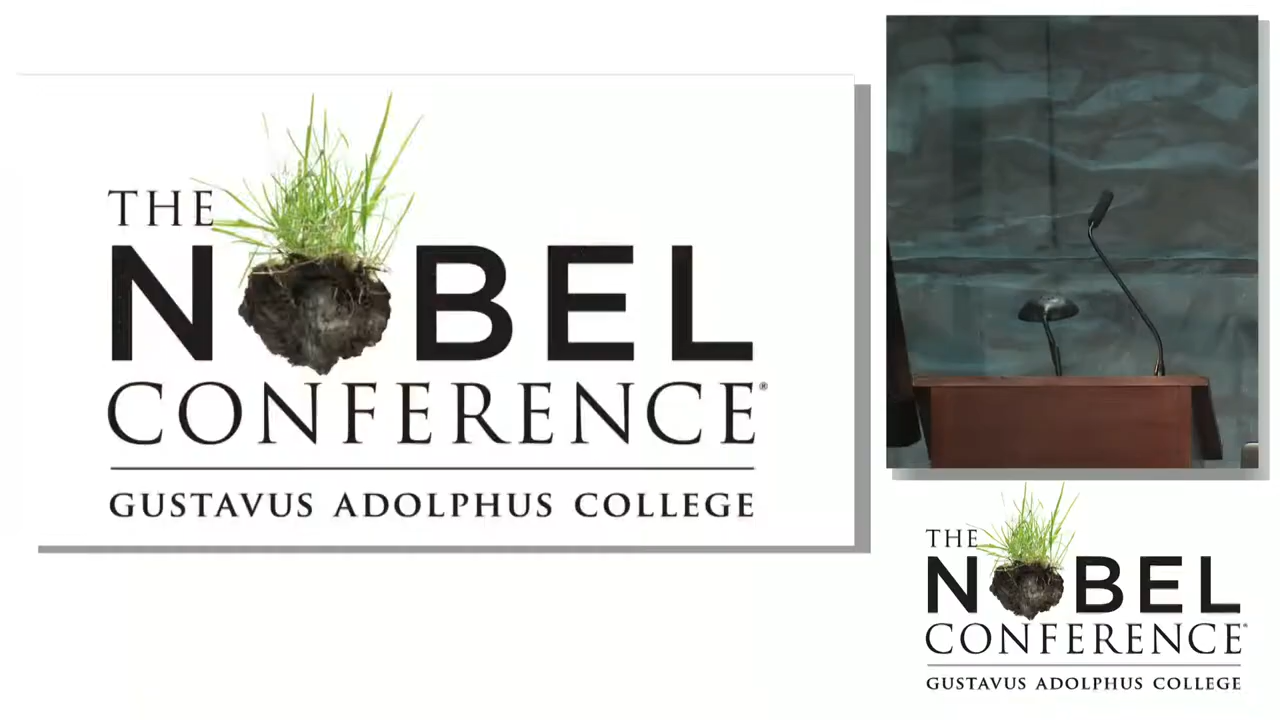 THE
NOBEL
CONFERENCE®
GUSTAVUS ADOLPHUS COLLEGE
THE
NOBEL
CONFERENCE®
GUSTAVUS ADOLPHUS COLLEGE